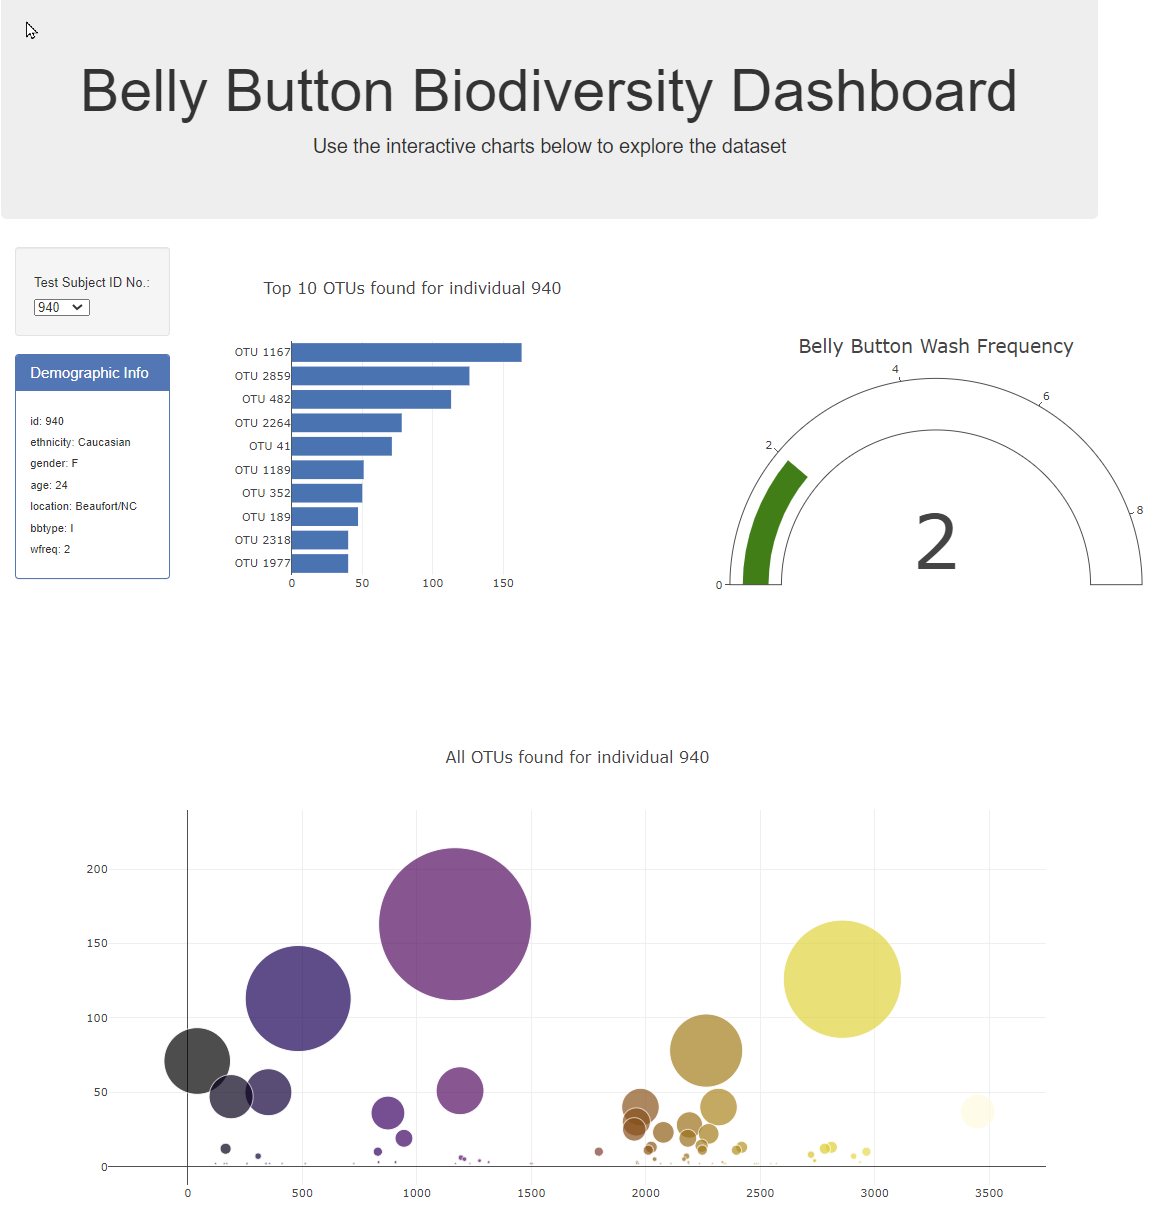 Belly Button Biodiversity Dashboard
Use the interactive charts below to explore the dataset
Test Subject ID No.:
940
Demographic Info
id: 940
ethnicity: Caucasian
gender: F
age: 24
location: Beaufort/NC
bbtype: I
wfreq: 2
Top 10 OTUs found for individual 940
OTU 1167
OTU 2859
OTU 482
OTU 2264
OTU 41
OTU 1189
OTU 352
OTU 189
OTU 2318
OTU 1977
0 50 100 150
Belly Button Wash Frequency
0
2
4
6
8
2
All OTUs found for individual 940
200
150
100
50
0
0 500 1000 1500 2000 2500 3000 3500